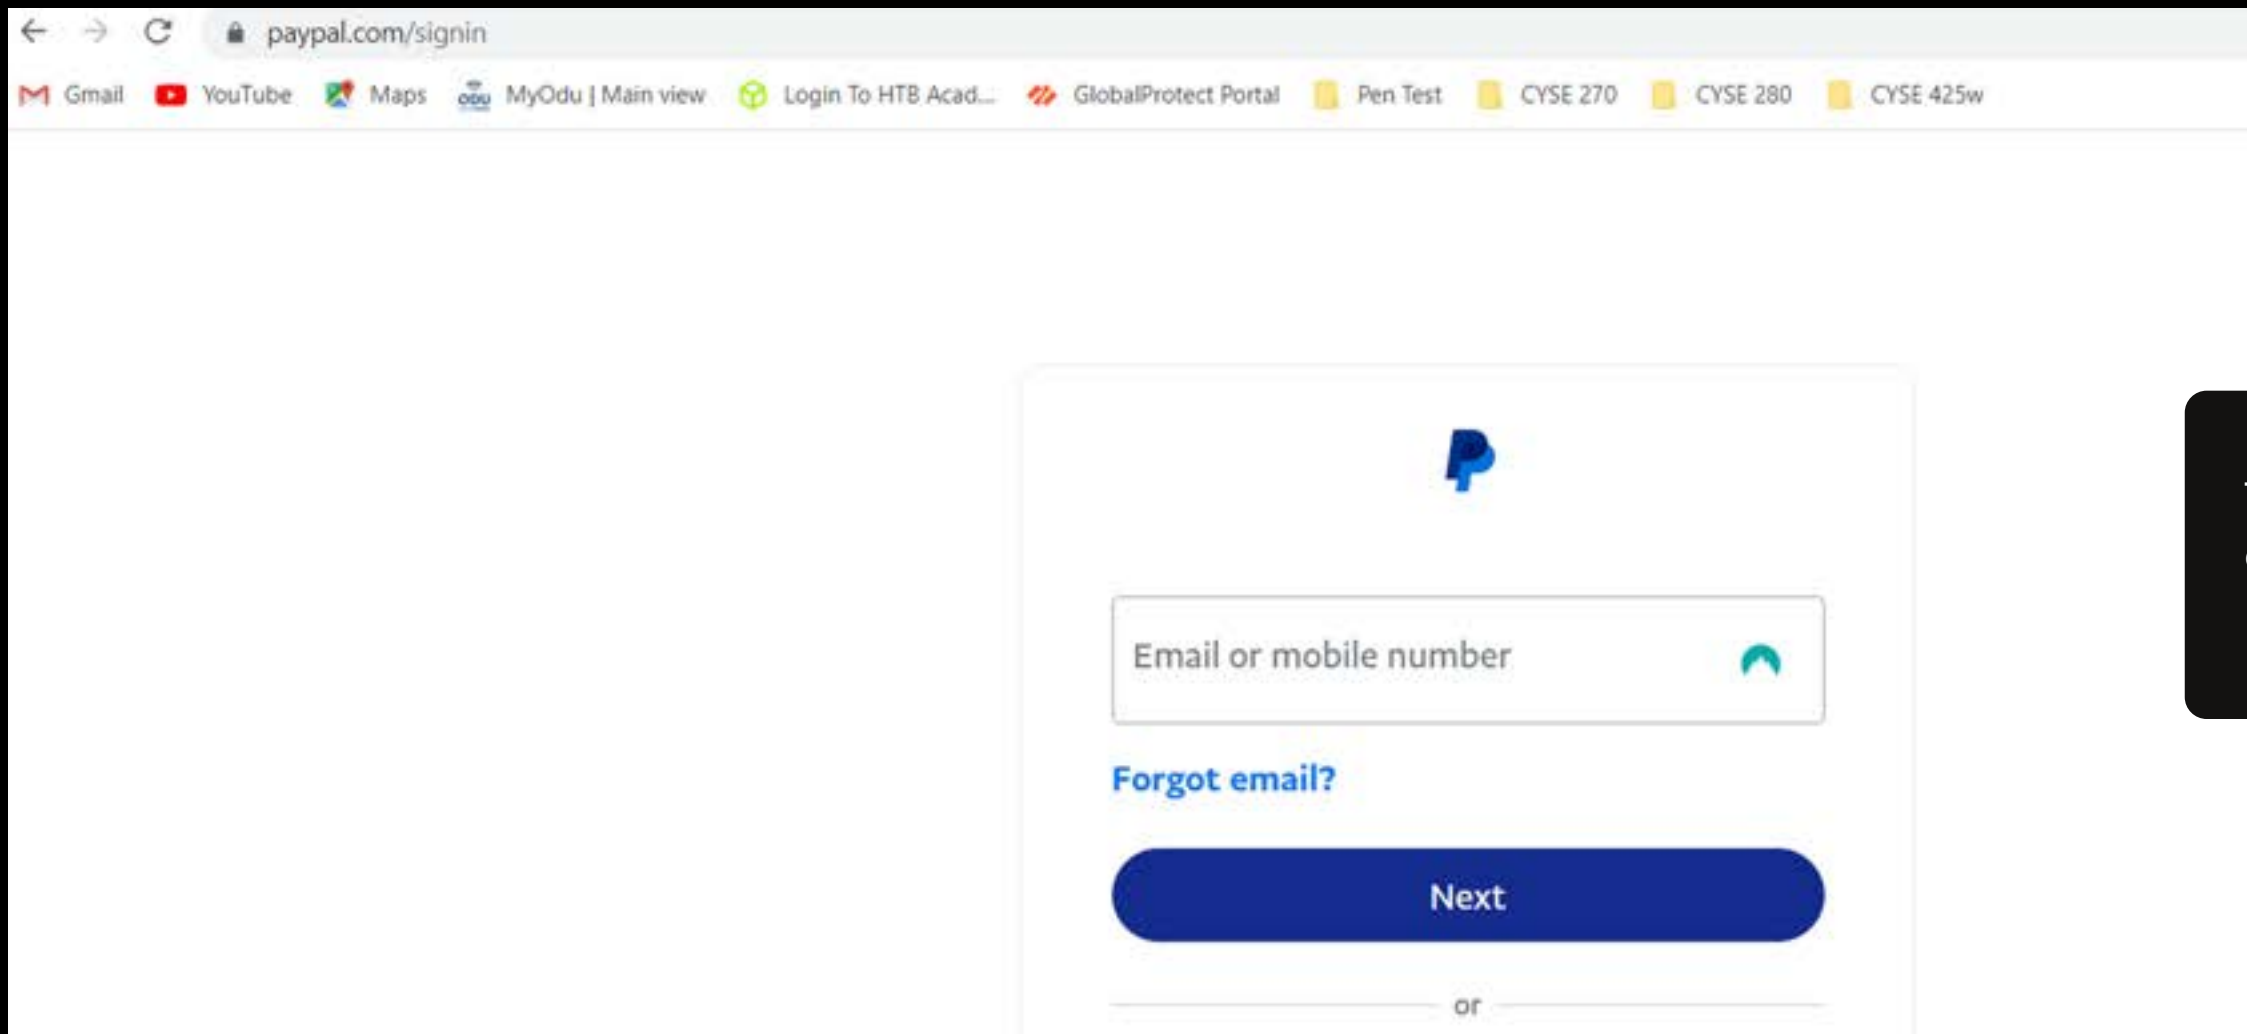 paypal.com/signin
Gmail YouTube Maps MyOdu | Main view Login To HTB Acad... GlobalProtect Portal Pen Test CYSE 270 CYSE 280 CYSE 425w
Email or mobile number
Forgot email?
Next
or